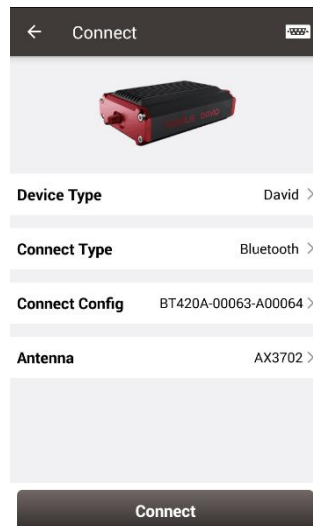 Connect
Device Type David
Connect Type Bluetooth
Connect Config BT420A-00063-A00064
Antenna AX3702
Connect